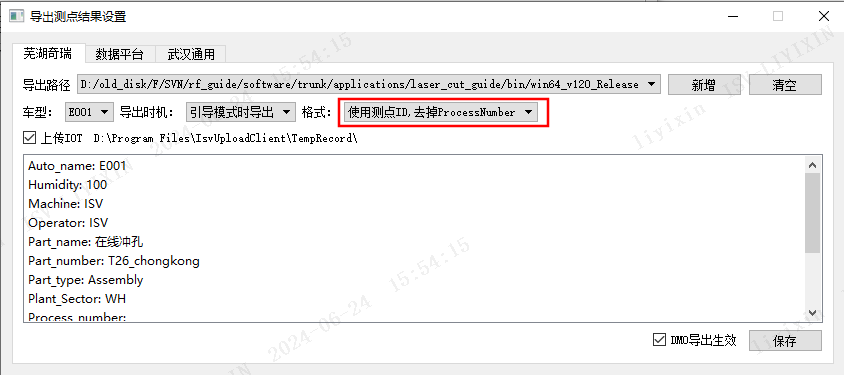 导出测点结果设置
芜湖奇瑞 数据平台 武汉通用
导出路径 D:/old_disk/F/SVN/rf_guide/software/trunk/applications/laser_cut_guide/bin/win64_v120_Release 新增 清空
车型: E001 导出时机: 引导模式时导出 格式: 使用测点ID,去掉ProcessNumber
上传IOT D:\Program Files\IsvUploadClient\TempRecord\
Auto_name: E001
Humidity: 100
Machine: ISV
Operator: ISV
Part_name: 在线冲孔
Part_number: T26_chongkong
Part_type: Assembly
Plant_Sector: WH
Process_number:
DMO导出生效 保存
15:54:15
liyixin ISV-LIYIXIN
2024-06-24 15:54:15
liyixin